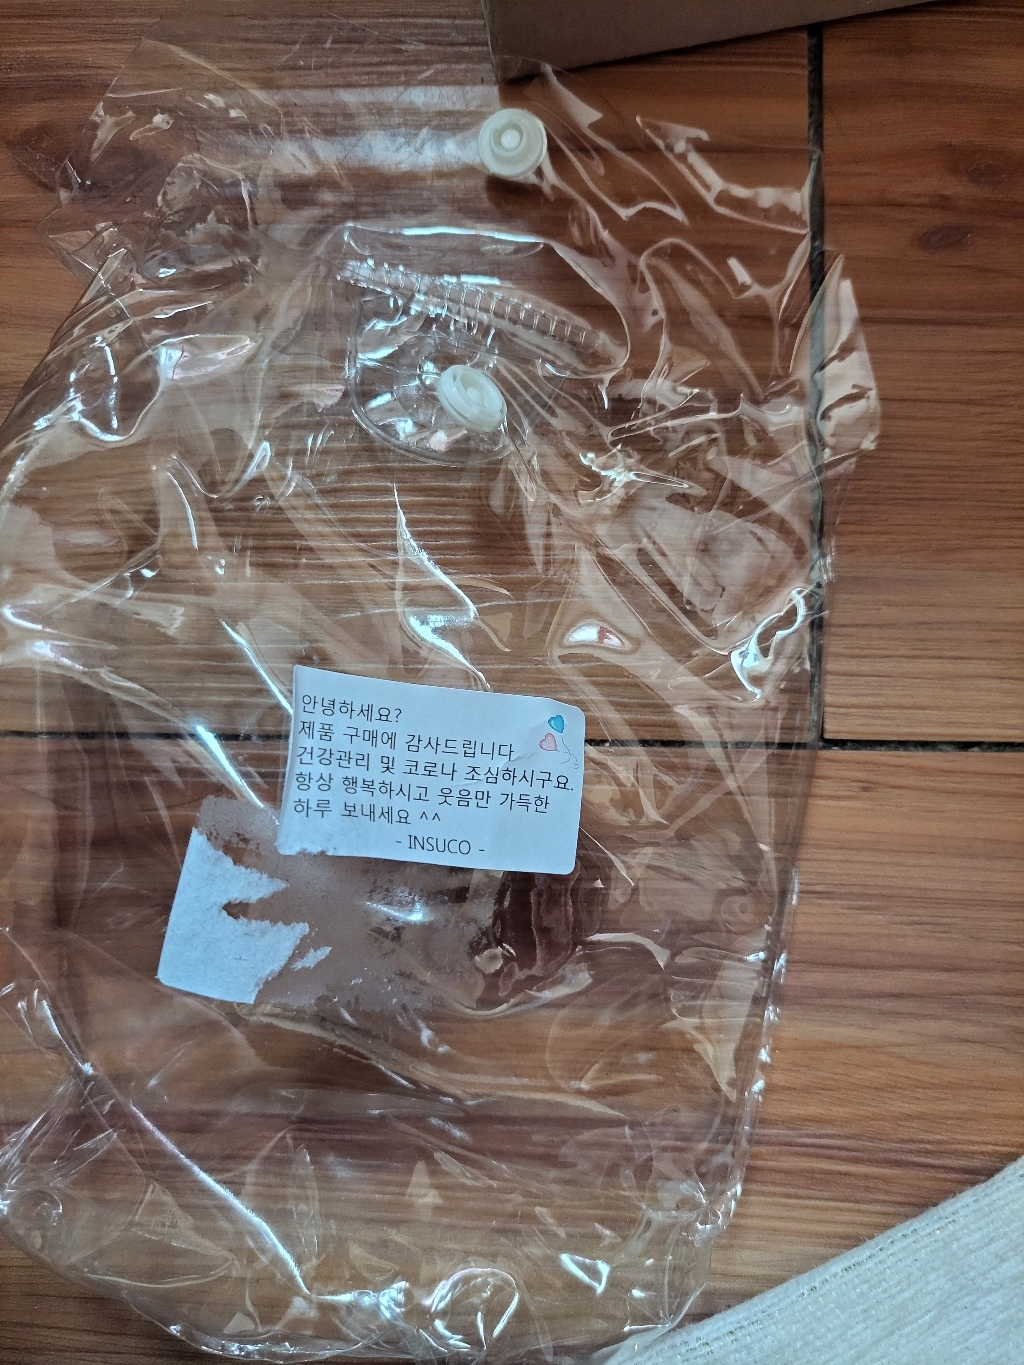 안녕하세요?
제품 구매에 감사드립니다
건강관리 및 코로나 조심하시구요.
항상 행복하시고 웃음만 가득한
하루 보내세요 ^^
- INSUCO -